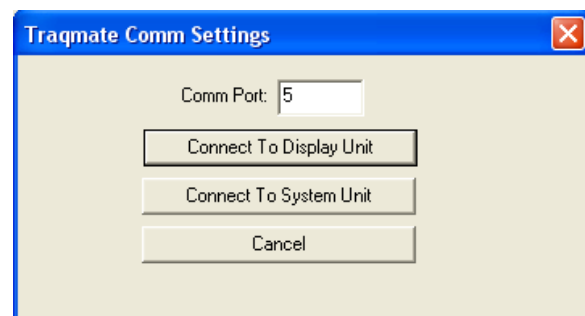 Traqmate Comm Settings
Comm Port: 5
Connect To Display Unit
Connect To System Unit
Cancel